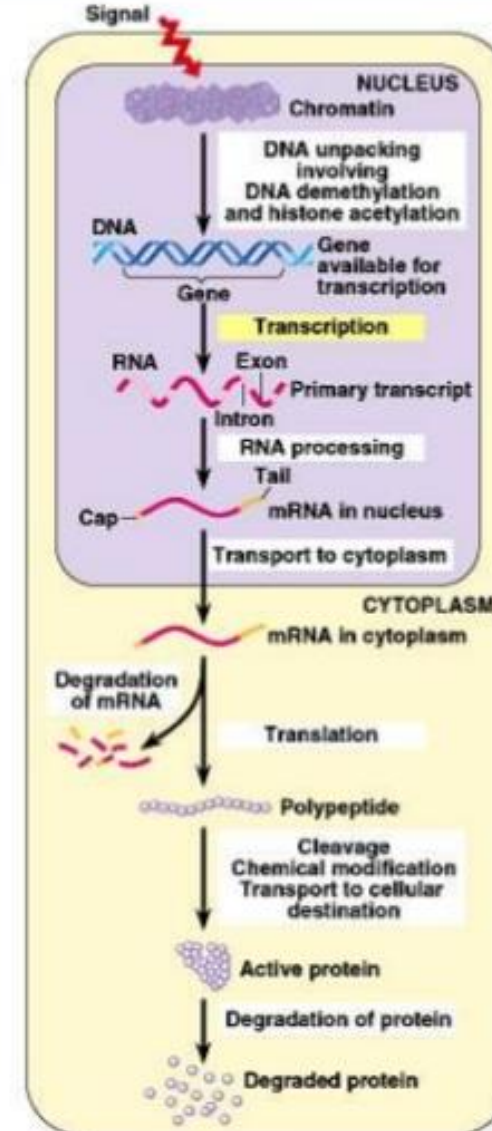 Signal
NUCLEUS
Chromatin
DNA unpacking
involving
DNA demethylation
and histone acetylation
DNA
Gene
available for
transcription
Gene
Transcription
RNA
Exon
Primary transcript
Intron
RNA processing
Tail
Cap
mRNA in nucleus
Transport to cytoplasm
CYTOPLASM
mRNA in cytoplasm
Degradation
of mRNA
Translation
Polypeptide
Cleavage
Chemical modification
Transport to cellular
destination
Active protein
Degradation of protein
Degraded protein